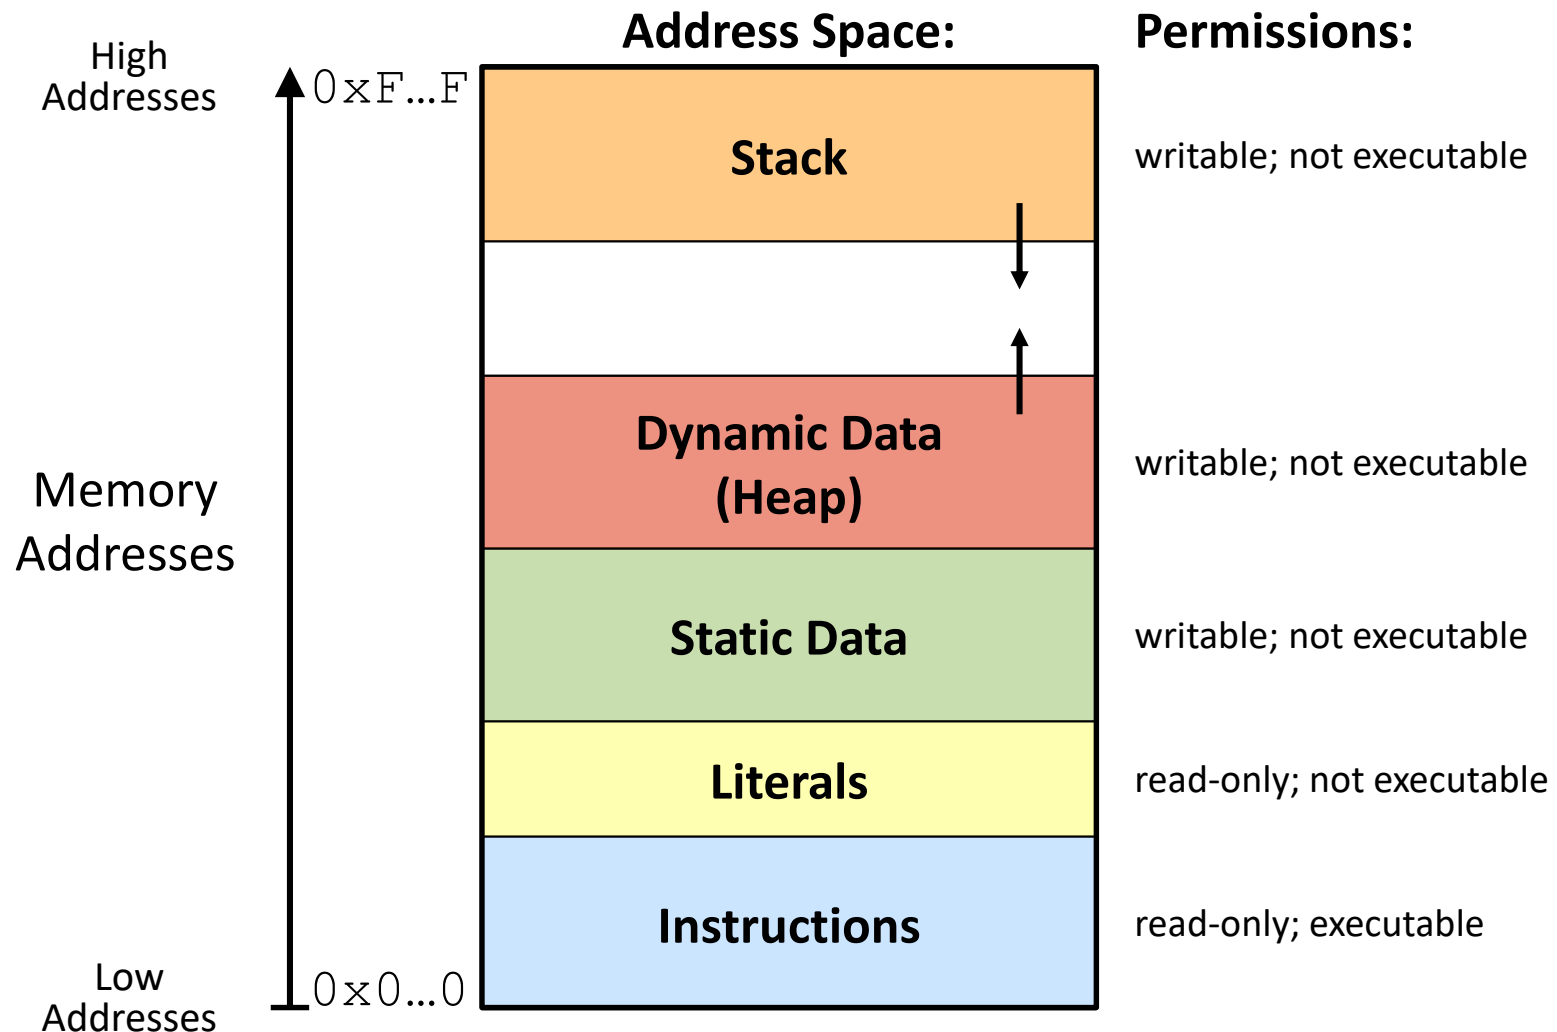 Address Space:
Permissions:
High
Addresses
0xF…F
Stack
writable; not executable
Dynamic Data
(Heap)
writable; not executable
Memory
Addresses
Static Data
writable; not executable
Literals
read-only; not executable
Instructions
read-only; executable
Low
Addresses
0x0…0